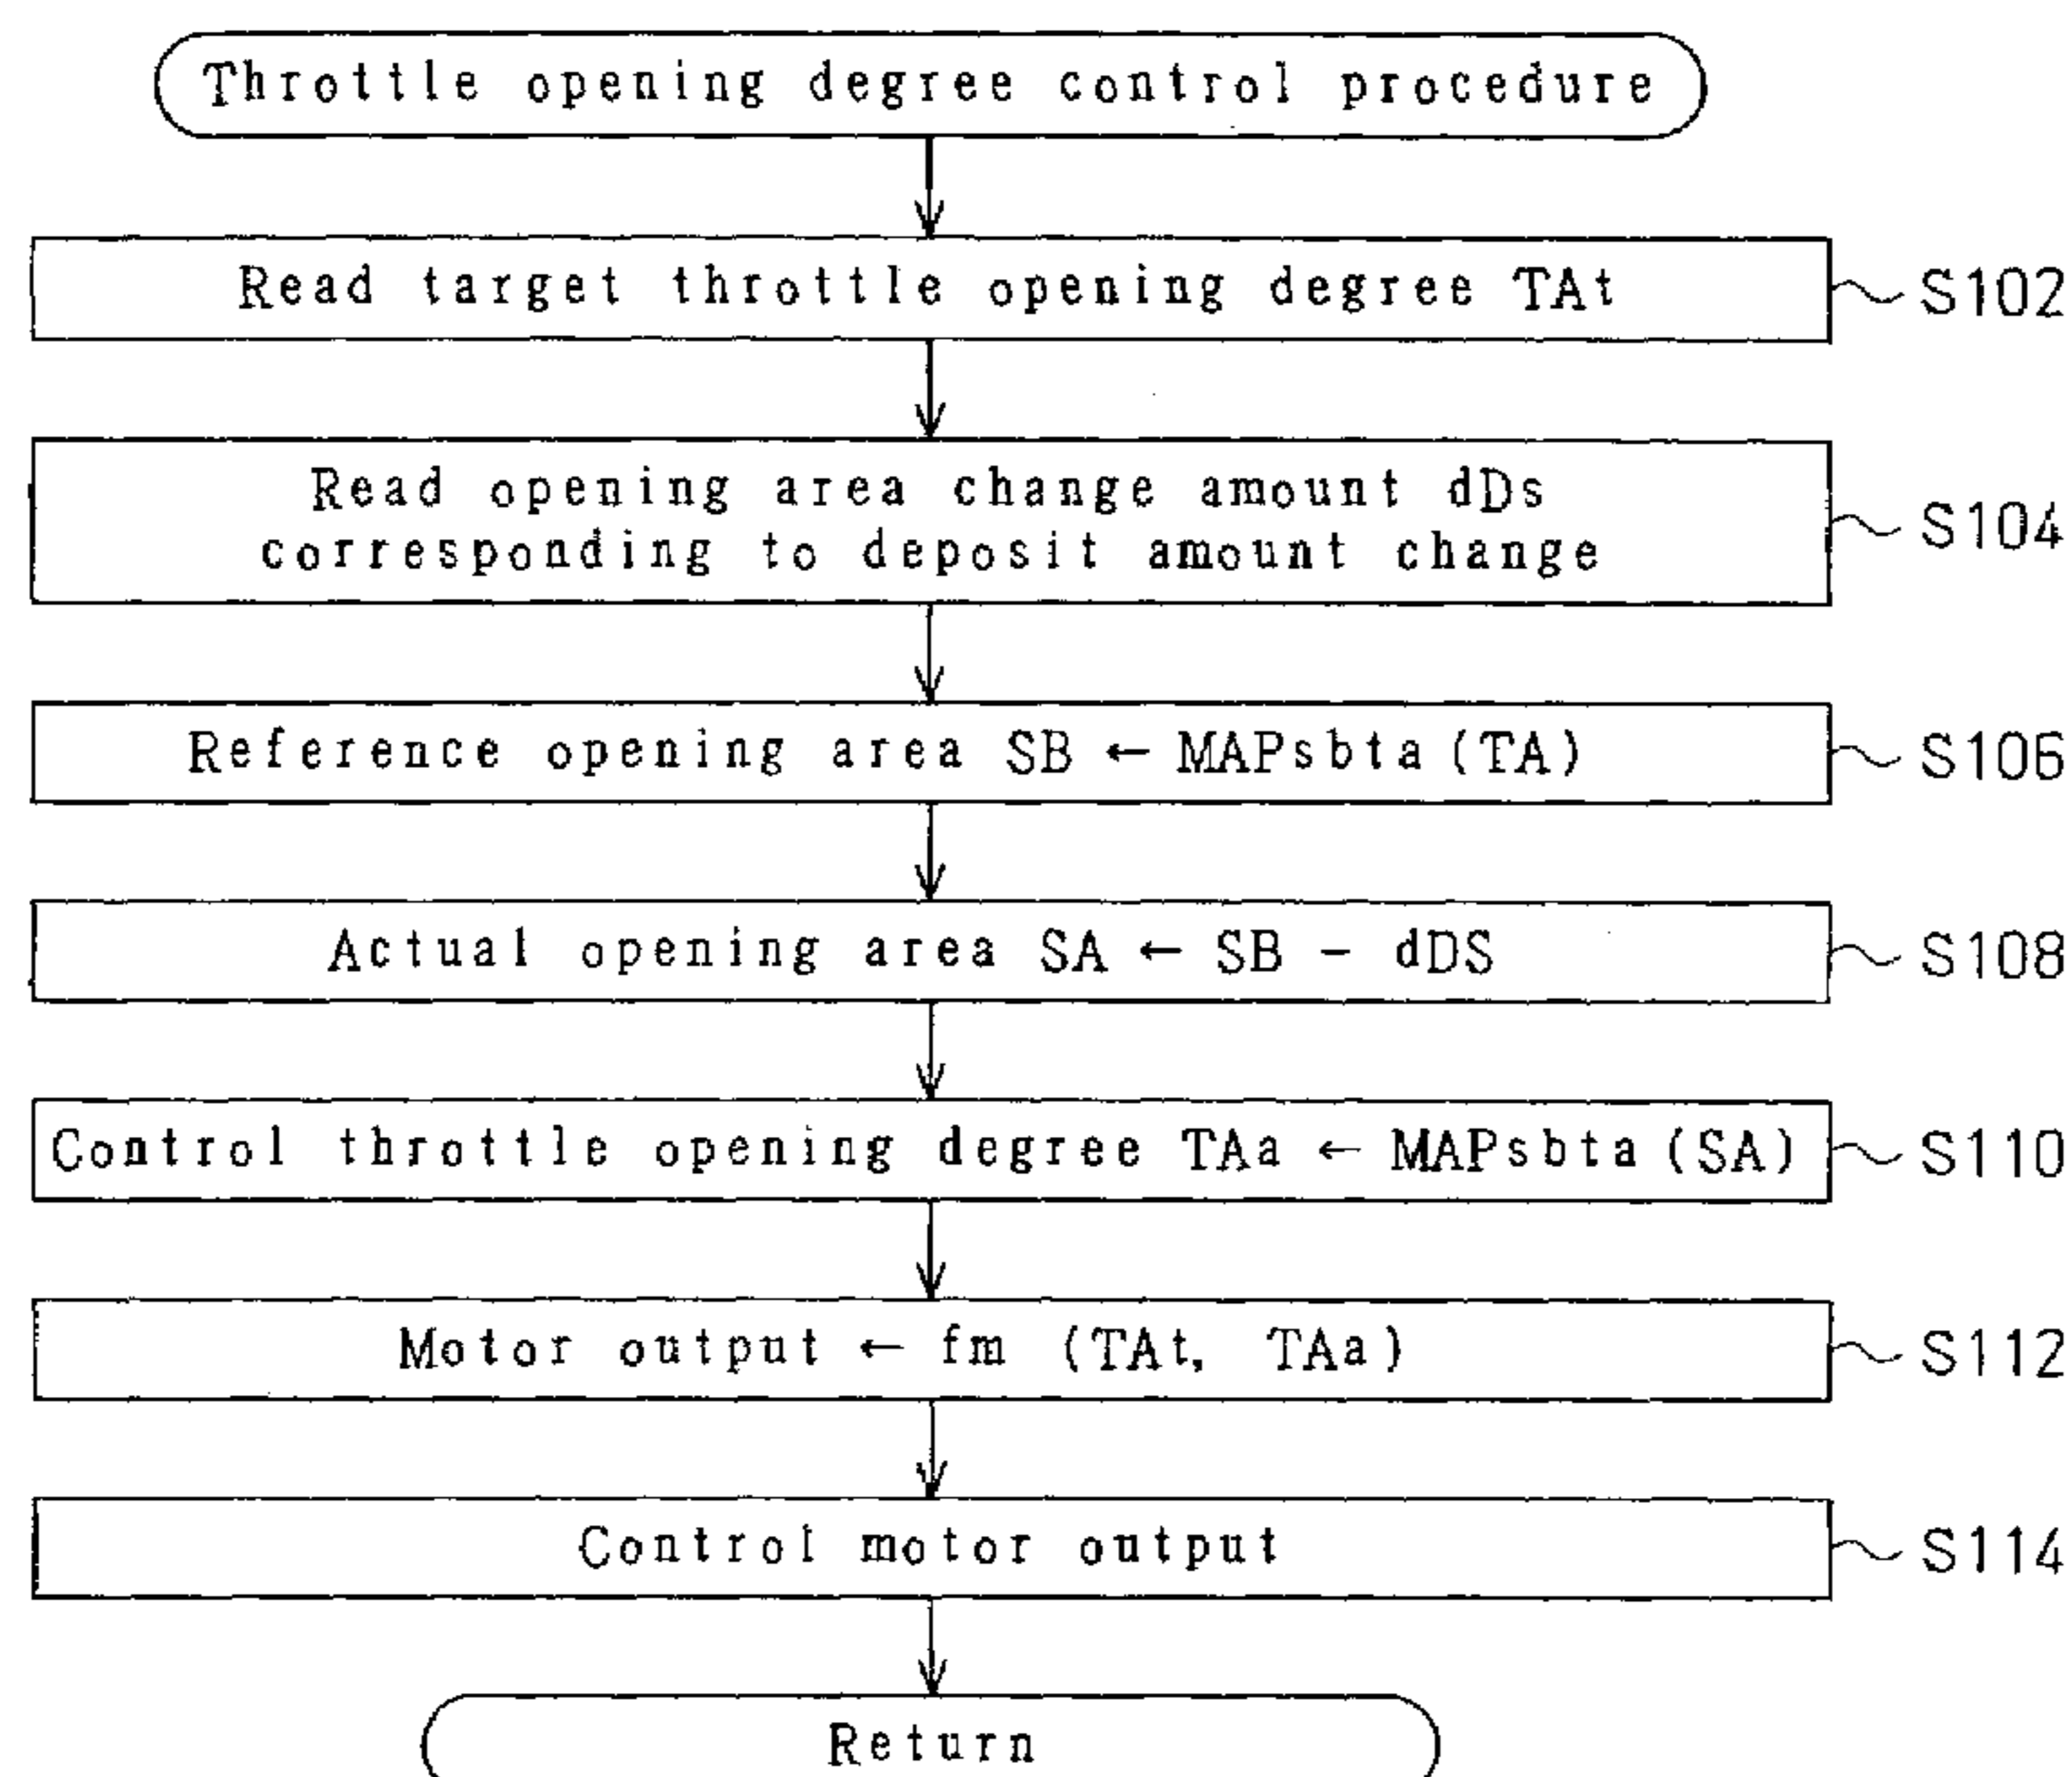 Throttle opening degree control procedure
Read target throttle opening degree TAt
S102
Read opening area change amount dDs
corresponding to deposit amount change
S104
Reference opening area SB ← MAPsbta (TA)
S106
Actual opening area SA ← SB - dDS
S108
Control throttle opening degree TAa ← MAPsbta (SA)
S110
Motor output ← fm (TAt, TAa)
S112
Control motor output
S114
Return